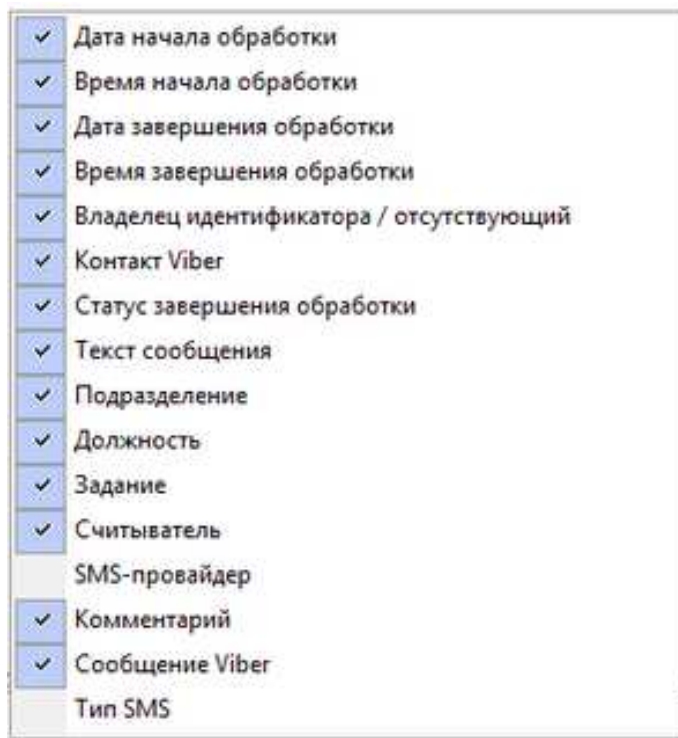 Дата начала обработки
Время начала обработки
Дата завершения обработки
Время завершения обработки
Владелец идентификатора / отсутствующий
Контакт Viber
Статус завершения обработки
Текст сообщения
Подразделение
Должность
Задание
Считыватель
SMS-провайдер
Комментарий
Сообщение Viber
Тип SMS